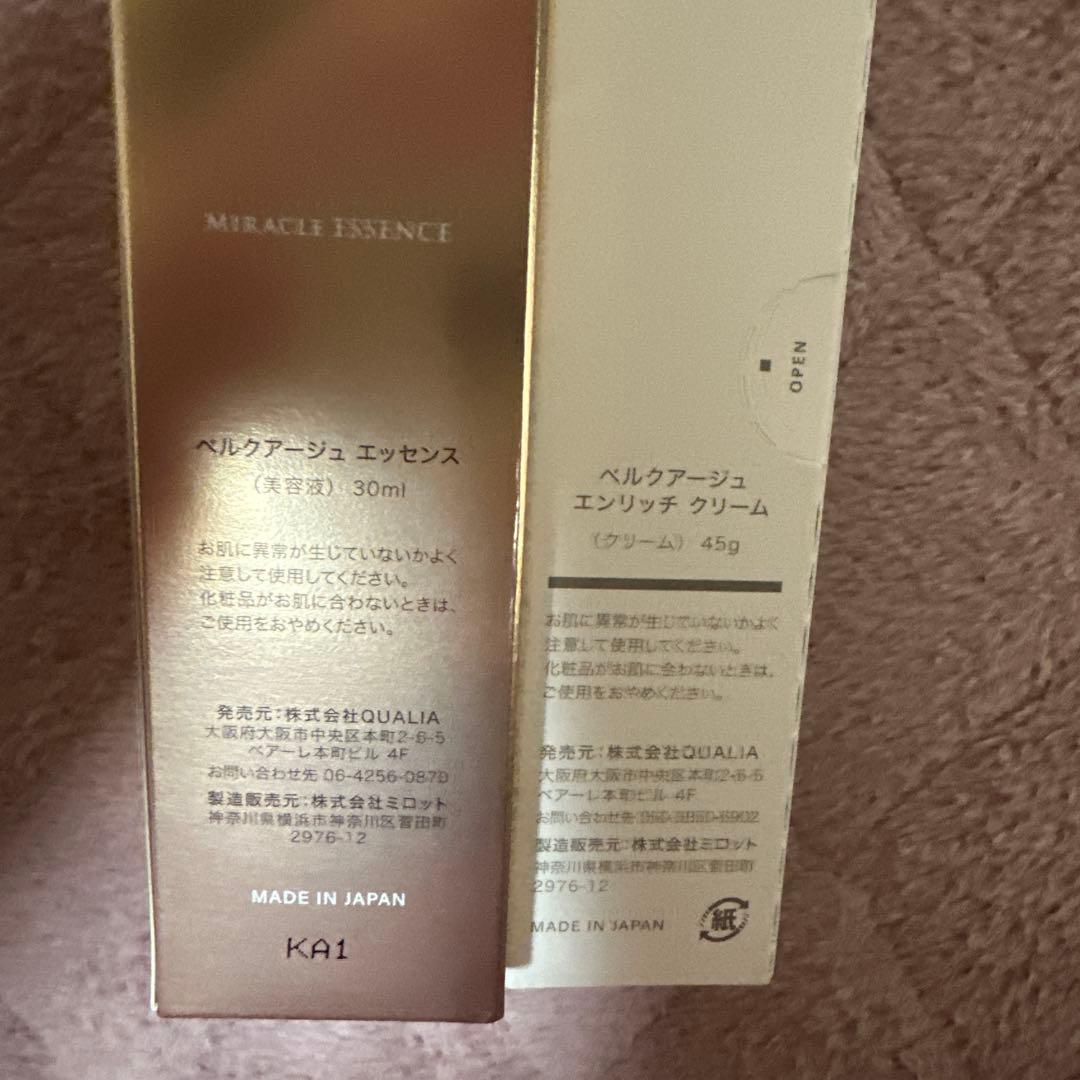 MIRACLE ESSENCE
ベルクアージュ エッセンス
(美容液) 30ml
お肌に異常が生じていないかよく
注意して使用してください。
化粧品がお肌に合わないときは、
ご使用をおやめください。
発売元:株式会社QUALIA
大阪府大阪市中央区本町2-6-5
ベアーレ本町ビル 4F
お問い合わせ先 06-4256-0870
製造販売元:株式会社ミロット
神奈川県横浜市神奈川区菅田町
2976-12
MADE IN JAPAN
KA1
OPEN
ベルクアージュ
エンリッチ クリーム
(クリーム) 45g
お肌に異常が生じていないかよく
注意して使用してください。
化粧品がお肌に合わないときは、
ご使用をおやめください。
発売元:株式会社QUALIA
大阪府大阪市中央区本町2-6-5
ベアーレ本町ビル 4F
お問い合わせ先
製造販売元:株式会社ミロット
神奈川県横浜市神奈川区菅田町
2976-12
MADE IN JAPAN
紙